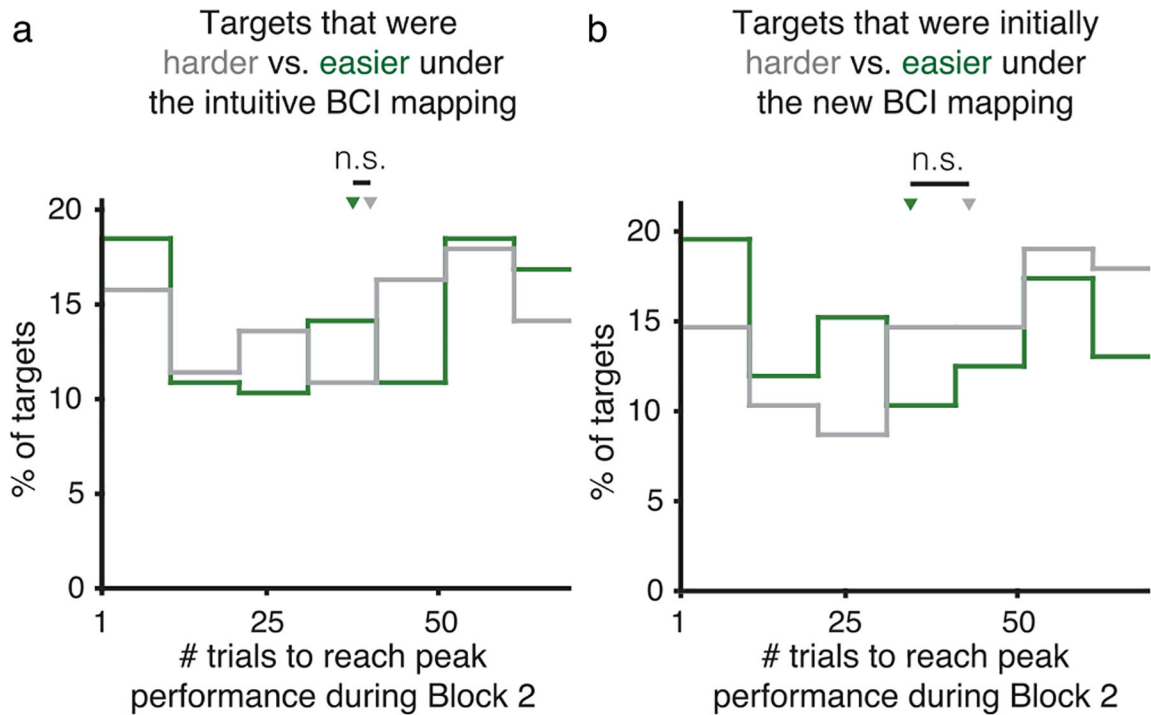 a
Targets that were
harder vs. easier under
the intuitive BCI mapping
n.s.
20
15
10
5
0
% of targets
1 25 50
# trials to reach peak
performance during Block 2
b
Targets that were initially
harder vs. easier under
the new BCI mapping
n.s.
20
15
10
5
0
% of targets
1 25 50
# trials to reach peak
performance during Block 2